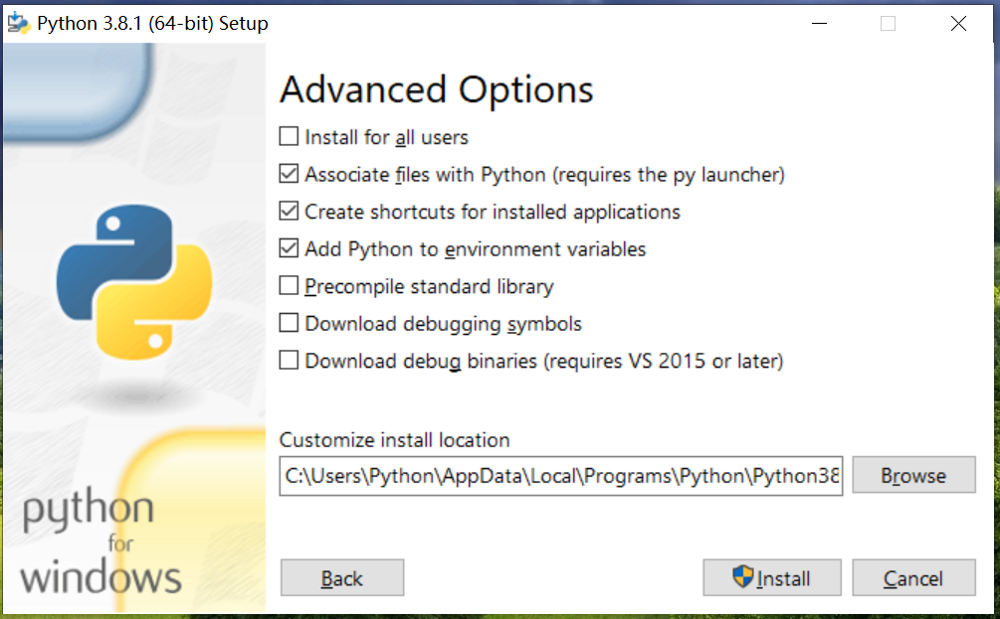 Python 3.8.1 (64-bit) Setup
Advanced Options
Install for all users
Associate files with Python (requires the py launcher)
Create shortcuts for installed applications
Add Python to environment variables
Precompile standard library
Download debugging symbols
Download debug binaries (requires VS 2015 or later)
Customize install location
C:\Users\Python\AppData\Local\Programs\Python\Python38
Browse
python
for
windows
Back
Install
Cancel